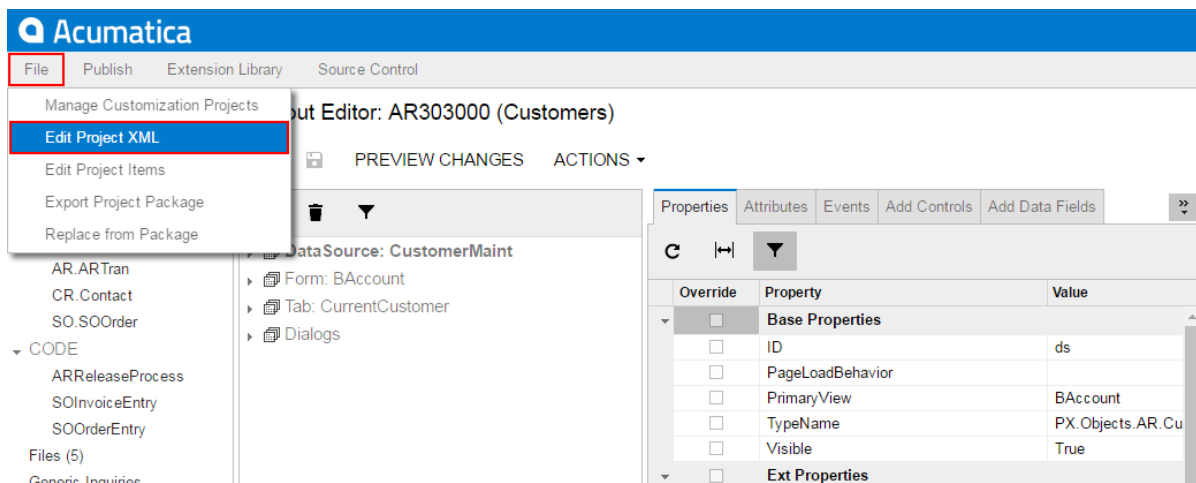 Acumatica
File Publish Extension Library Source Control
Manage Customization Projects
Edit Project XML
Edit Project Items
Export Project Package
Replace from Package
out Editor: AR303000 (Customers)
PREVIEW CHANGES ACTIONS
AR.ARTran
CR.Contact
SO.SOOrder
CODE
ARReleaseProcess
SOInvoiceEntry
SOOrderEntry
Files (5)
Generic Inquiries
DataSource: CustomerMaint
Form: BAccount
Tab: CurrentCustomer
Dialogs
Properties Attributes Events Add Controls Add Data Fields
Override Property Value
Base Properties
ID ds
PageLoadBehavior
PrimaryView BAccount
TypeName PX.Objects.AR.Cu
Visible True
Ext Properties